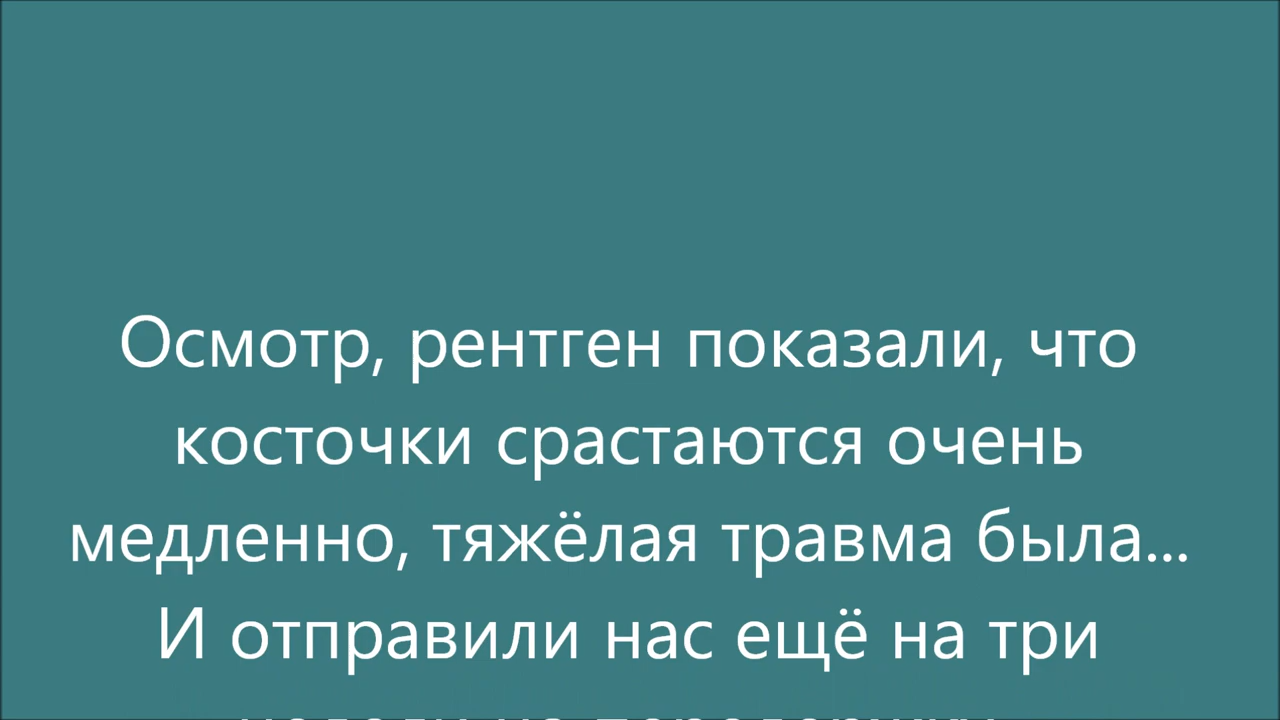 Осмотр, рентген показали, что
косточки срастаются очень
медленно, тяжёлая травма была...
И отправили нас ещё на три